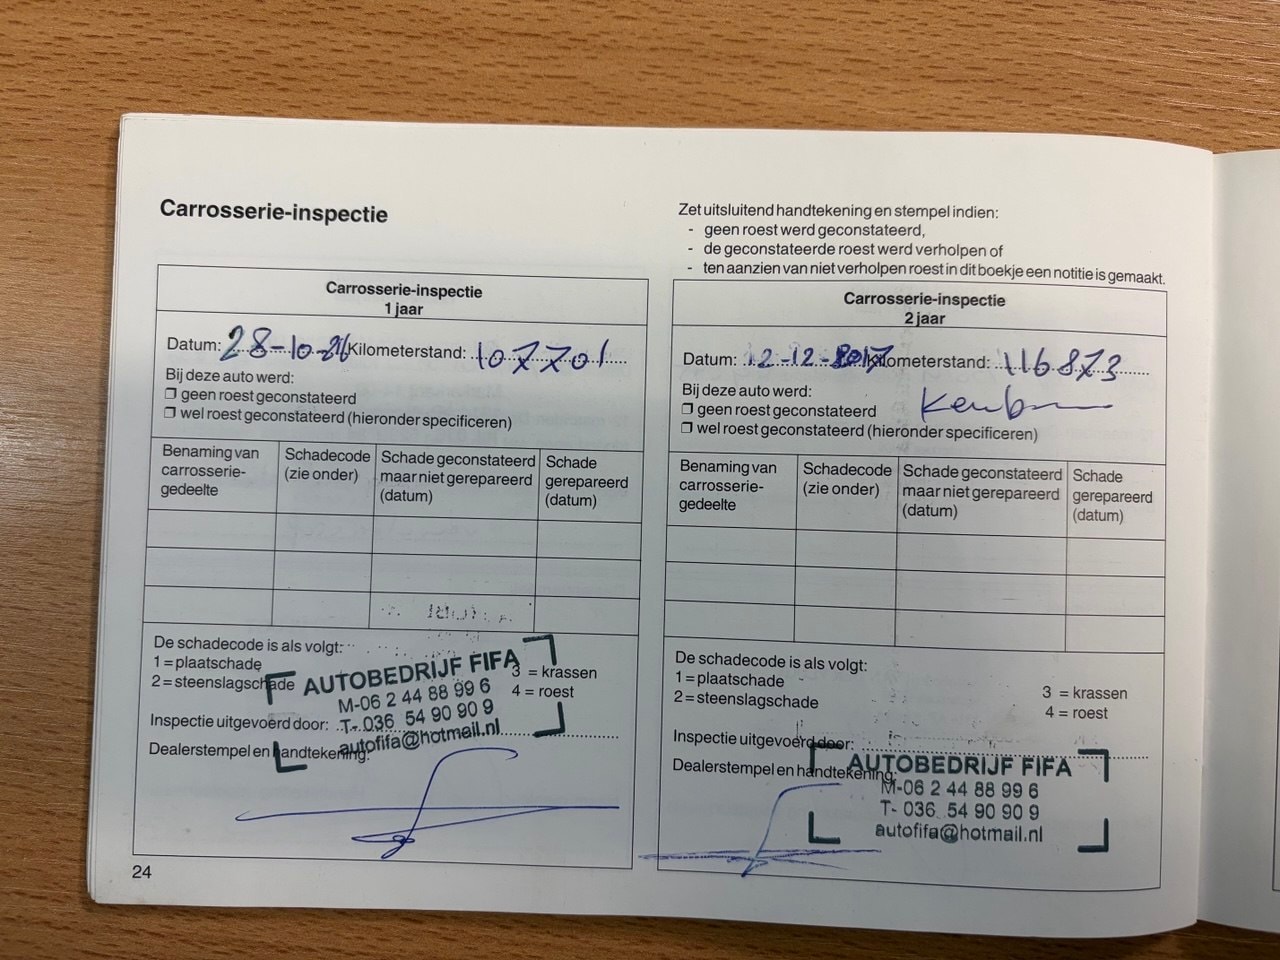 Carrosserie-inspectie
Zet uitsluitend handtekening en stempel indien:
- geen roest werd geconstateerd,
- de geconstateerde roest werd verholpen of
- ten aanzien van niet verholpen roest in dit boekje een notitie is gemaakt.
Carrosserie-inspectie
1 jaar
Datum: 28-10- Kilometerstand: 107701
Bij deze auto werd:
❒ geen roest geconstateerd
❒ wel roest geconstateerd (hieronder specificeren)
Benaming van
carrosserie-
gedeelte
Schadecode
(zie onder)
Schade geconstateerd
maar niet gerepareerd
(datum)
Schade
gerepareerd
(datum)
De schadecode is als volgt:
1 = plaatschade
2 = steenslagschade
3 = krassen
4 = roest
Inspectie uitgevoerd door:
Dealerstempel en handtekening:
AUTOBEDRIJF FIFA
M-06 2 44 88 99 6
T- 036 54 90 90 9
autofifa@hotmail.nl
Carrosserie-inspectie
2 jaar
Datum: 12-12-2017 Kilometerstand: 116873
Bij deze auto werd:
❒ geen roest geconstateerd
❒ wel roest geconstateerd (hieronder specificeren)
Benaming van
carrosserie-
gedeelte
Schadecode
(zie onder)
Schade geconstateerd
maar niet gerepareerd
(datum)
Schade
gerepareerd
(datum)
De schadecode is als volgt:
1 = plaatschade
2 = steenslagschade
3 = krassen
4 = roest
Inspectie uitgevoerd door:
Dealerstempel en handtekening:
AUTOBEDRIJF FIFA
M-06 2 44 88 99 6
T- 036 54 90 90 9
autofifa@hotmail.nl
24